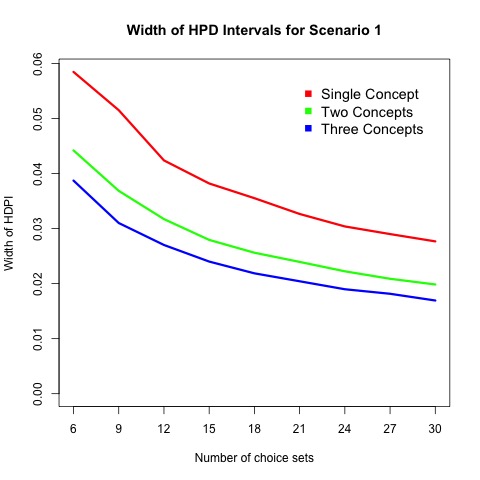 Width of HPD Intervals for Scenario 1
Single Concept
Two Concepts
Three Concepts
Width of HDPI
0.06
0.05
0.04
0.03
0.02
0.01
0.00
6 9 12 15 18 21 24 27 30
Number of choice sets